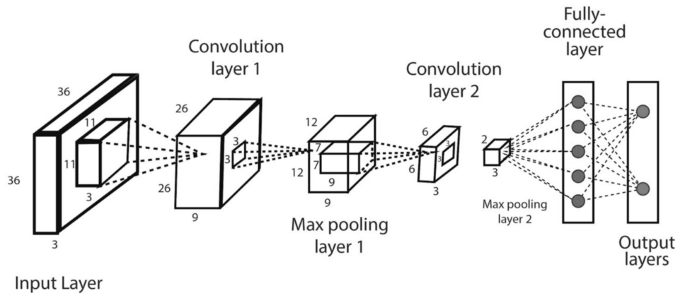 Fully-
connected
layer
Convolution
layer 1
Convolution
layer 2
36
36
3
11
11
3
26
26
9
3
3
12
12
9
7
7
9
6
6
3
3
2
3
Max pooling
layer 1
Max pooling
layer 2
Output
layers
Input Layer